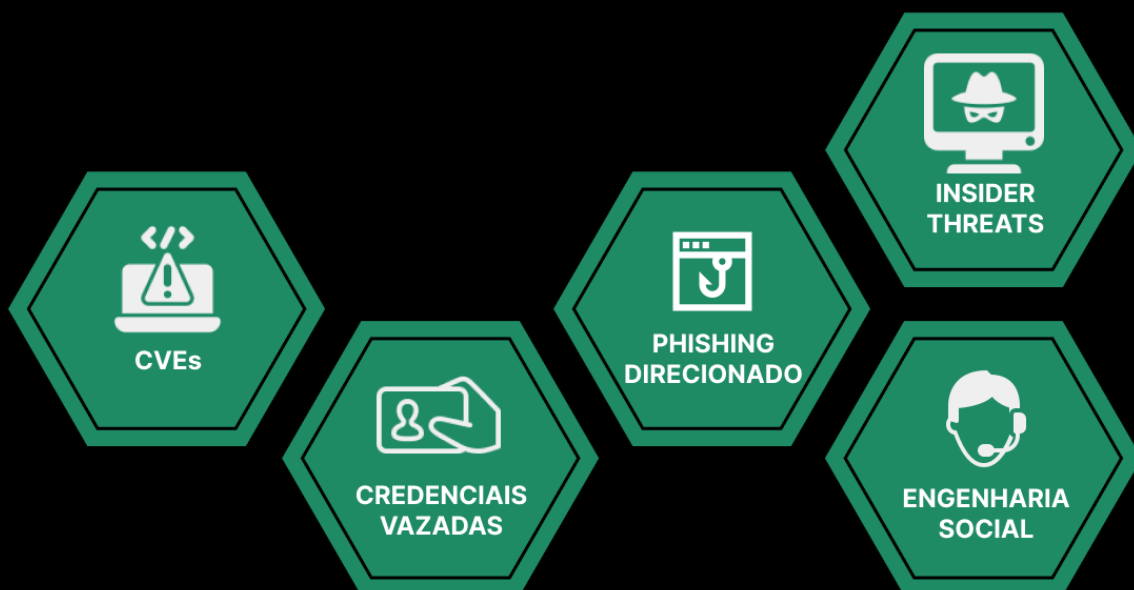 INSIDER
THREATS
CVEs
PHISHING
DIRECIONADO
CREDENCIAIS
VAZADAS
ENGENHARIA
SOCIAL